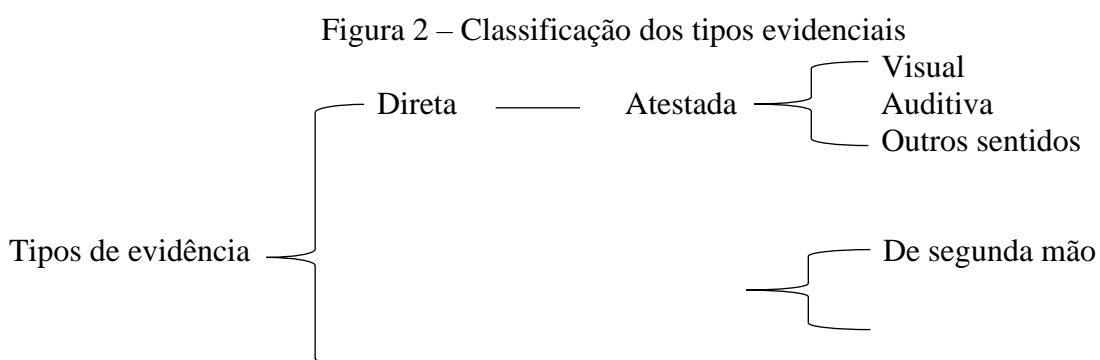 Figura 2 – Classificação dos tipos evidenciais
Visual
Direta Atestada Auditiva
Outros sentidos
Tipos de evidência De segunda mão